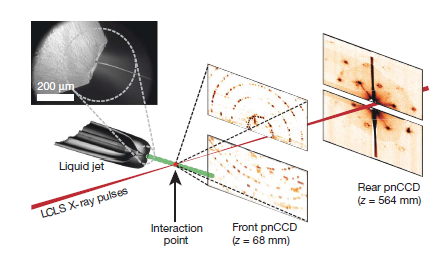 200 µm
Liquid jet
LCLS X-ray pulses
Interaction
point
Front pnCCD
(z = 68 mm)
Rear pnCCD
(z = 564 mm)